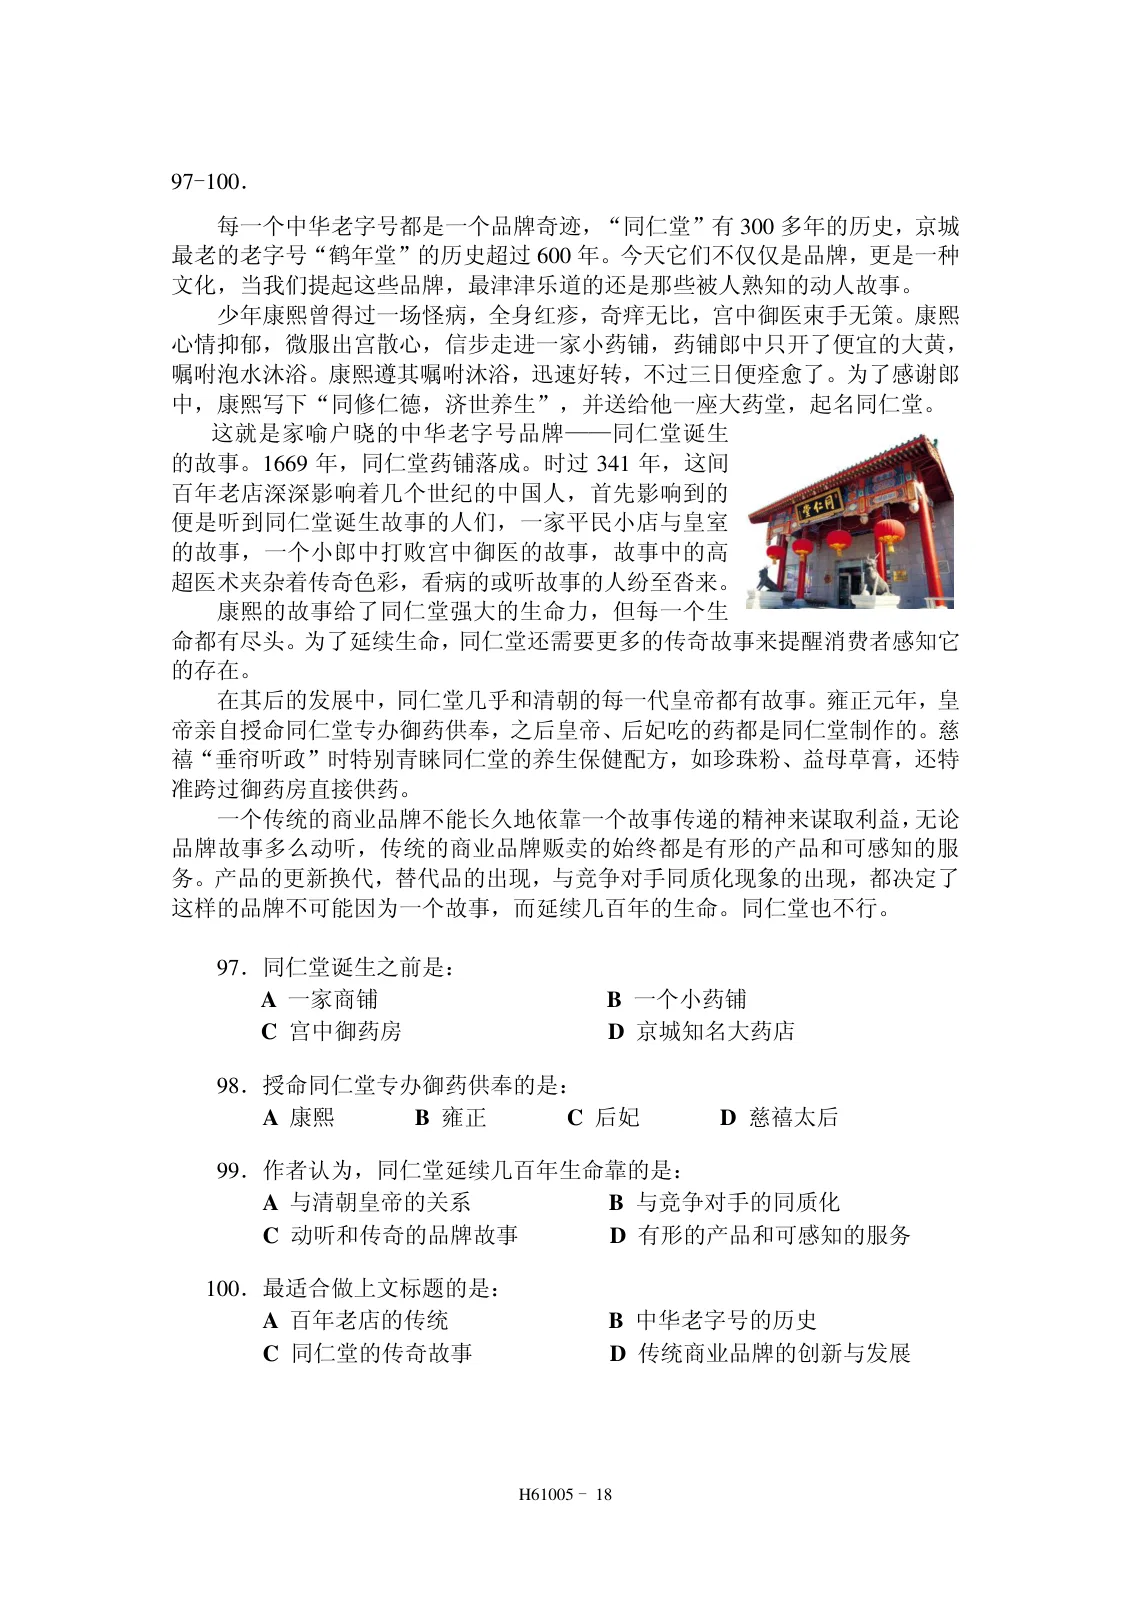 97-100．
每一个中华老字号都是一个品牌奇迹，“同仁堂”有 300 多年的历史，京城
最老的老字号“鹤年堂”的历史超过 600 年。今天它们不仅仅是品牌，更是一种
文化，当我们提起这些品牌，最津津乐道的还是那些被人熟知的动人故事。
少年康熙曾得过一场怪病，全身红疹，奇痒无比，宫中御医束手无策。康熙
心情抑郁，微服出宫散心，信步走进一家小药铺，药铺郎中只开了便宜的大黄，
嘱咐泡水沐浴。康熙遵其嘱咐沐浴，迅速好转，不过三日便痊愈了。为了感谢郎
中，康熙写下“同修仁德，济世养生”，并送给他一座大药堂，起名同仁堂。
这就是家喻户晓的中华老字号品牌——同仁堂诞生
的故事。1669 年，同仁堂药铺落成。时过 341 年，这间
百年老店深深影响着几个世纪的中国人，首先影响到的
便是听到同仁堂诞生故事的人们，一家平民小店与皇室
的故事，一个小郎中打败宫中御医的故事，故事中的高
超医术夹杂着传奇色彩，看病的或听故事的人纷至沓来。
同仁堂
康熙的故事给了同仁堂强大的生命力，但每一个生
命都有尽头。为了延续生命，同仁堂还需要更多的传奇故事来提醒消费者感知它
的存在。
在其后的发展中，同仁堂几乎和清朝的每一代皇帝都有故事。雍正元年，皇
帝亲自授命同仁堂专办御药供奉，之后皇帝、后妃吃的药都是同仁堂制作的。慈
禧“垂帘听政”时特别青睐同仁堂的养生保健配方，如珍珠粉、益母草膏，还特
准跨过御药房直接供药。
一个传统的商业品牌不能长久地依靠一个故事传递的精神来谋取利益，无论
品牌故事多么动听，传统的商业品牌贩卖的始终都是有形的产品和可感知的服
务。产品的更新换代，替代品的出现，与竞争对手同质化现象的出现，都决定了
这样的品牌不可能因为一个故事，而延续几百年的生命。同仁堂也不行。
97．同仁堂诞生之前是：
A 一家商铺 B 一个小药铺
C 宫中御药房 D 京城知名大药店
98．授命同仁堂专办御药供奉的是：
A 康熙 B 雍正 C 后妃 D 慈禧太后
99．作者认为，同仁堂延续几百年生命靠的是：
A 与清朝皇帝的关系 B 与竞争对手的同质化
C 动听和传奇的品牌故事 D 有形的产品和可感知的服务
100．最适合做上文标题的是：
A 百年老店的传统 B 中华老字号的历史
C 同仁堂的传奇故事 D 传统商业品牌的创新与发展
H61005 - 18